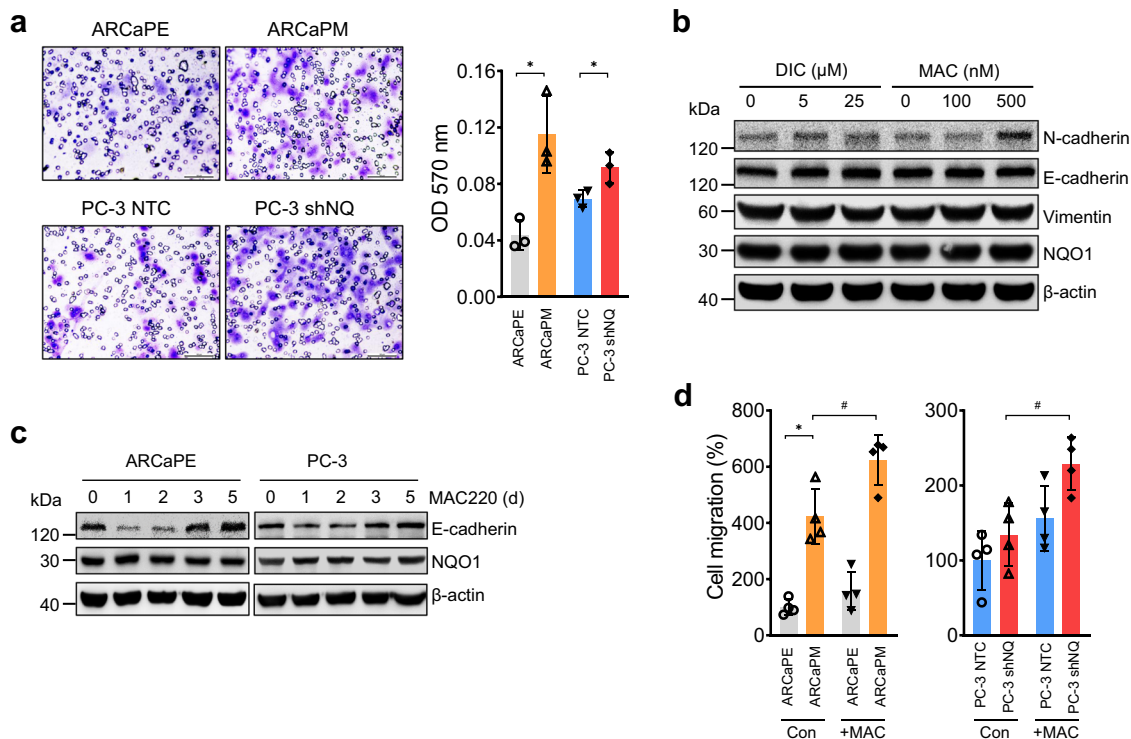 a
ARCaPE ARCaPM
PC-3 NTC PC-3 shNQ
OD 570 nm
0.16
0.12
0.08
0.04
0.00
* *
ARCaPE
ARCaPM
PC-3 NTC
PC-3 shNQ
b
DIC (µM) MAC (nM)
kDa 0 5 25 0 100 500
120 N-cadherin
120 E-cadherin
60 Vimentin
30 NQO1
40 β-actin
c
ARCaPE PC-3
kDa 0 1 2 3 5 0 1 2 3 5 MAC220 (d)
120 E-cadherin
30 NQO1
40 β-actin
d
Cell migration (%)
800
600
400
200
0
* #
ARCaPE
ARCaPM
ARCaPE
ARCaPM
Con +MAC
300
200
100
0
#
PC-3 NTC
PC-3 shNQ
PC-3 NTC
PC-3 shNQ
Con +MAC